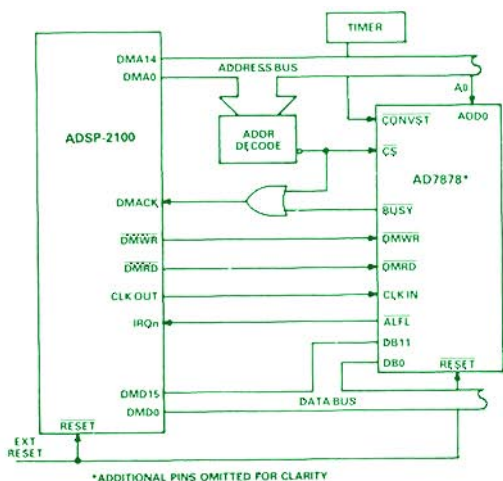 TIMER
DMA14
DMA0
ADDRESS BUS
A0
ADSP-2100
ADDR
DECODE
CONVST
ADD0
CS
AD7878*
DMACK
BUSY
DMWR
DMWR
DMRD
DMRD
CLK OUT
CLK IN
IRQn
ALFL
DB11
DB0
RESET
DMD15
DMD0
DATA BUS
RESET
EXT
RESET
*ADDITIONAL PINS OMITTED FOR CLARITY